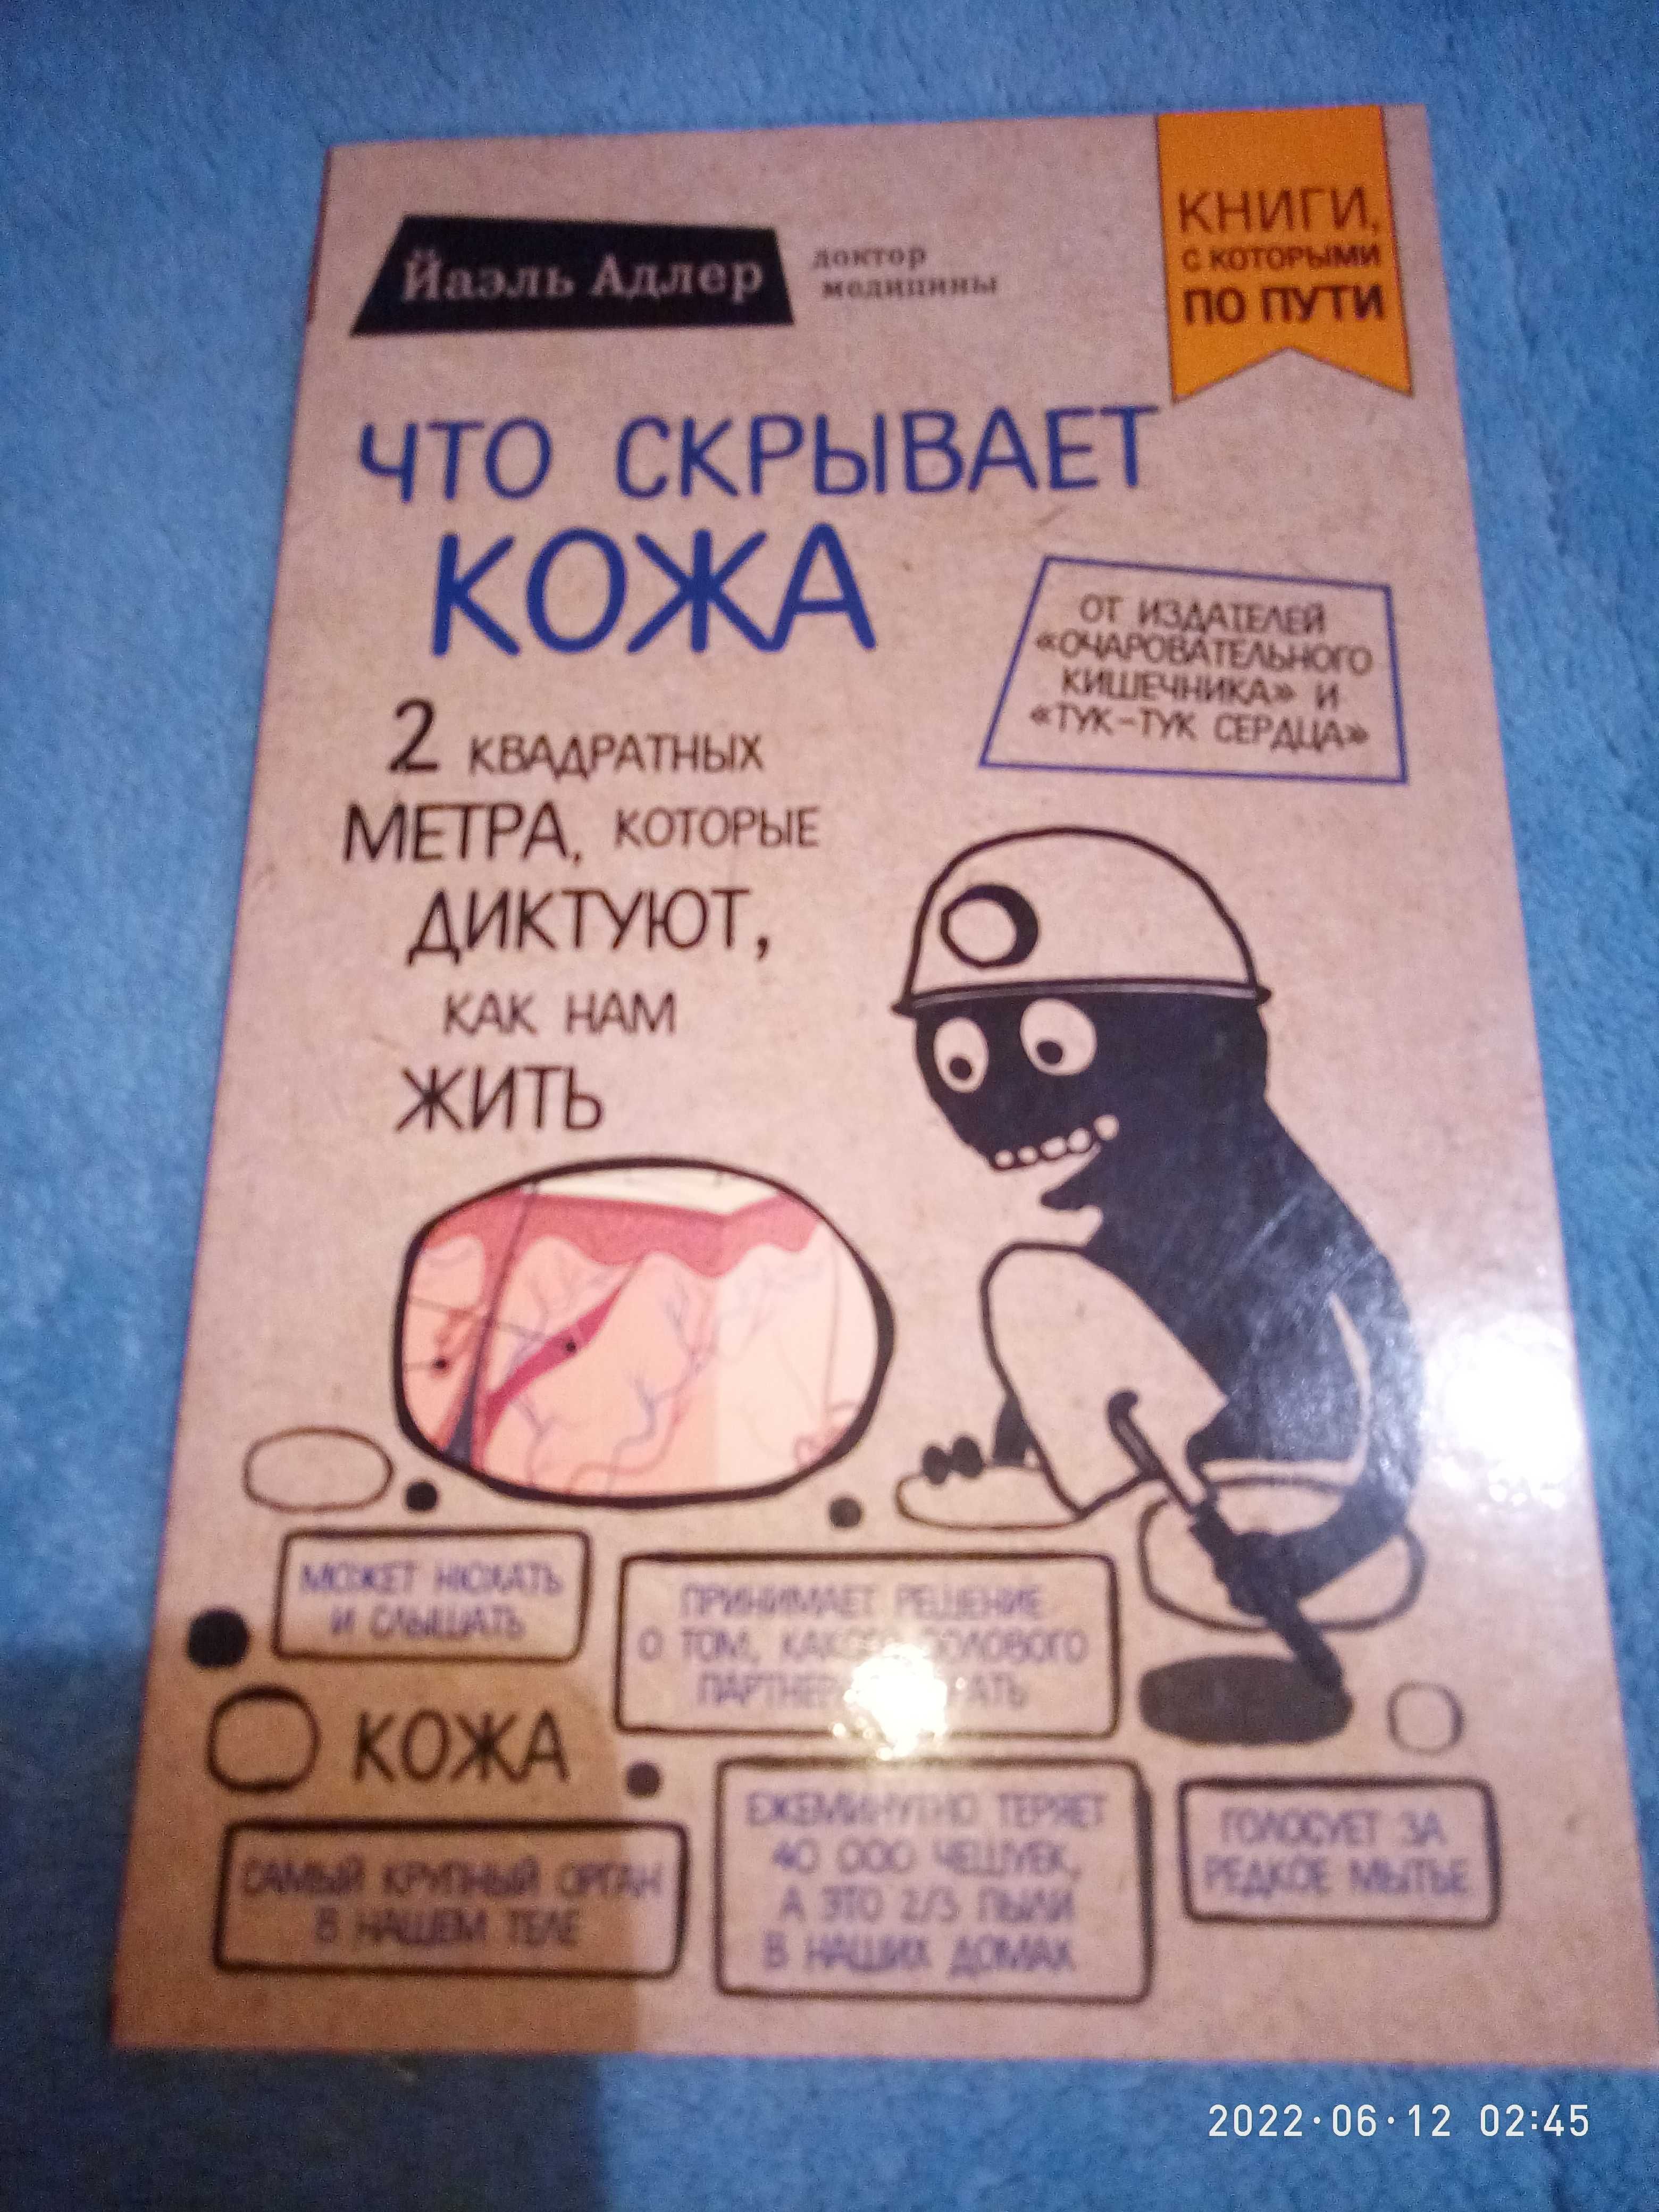 Йаэль Адлер
доктор
медицины
КНИГИ,
С КОТОРЫМИ
ПО ПУТИ
ЧТО СКРЫВАЕТ
КОЖА
ОТ ИЗДАТЕЛЕЙ
«ОЧАРОВАТЕЛЬНОГО
КИШЕЧНИКА» И
«ТУК-ТУК СЕРДЦА»
2 КВАДРАТНЫХ
МЕТРА, КОТОРЫЕ
ДИКТУЮТ,
КАК НАМ
ЖИТЬ
МОЖЕТ НЮХАТЬ
И СЛЫШАТЬ
ПРИНИМАЕТ РЕШЕНИЕ
О ТОМ, ПОЛОВОГО
КОЖА
САМЫЙ КРУПНЫЙ ОРГАН
В НАШЕМ ТЕЛЕ
ЕЖЕМИНУТНО ТЕРЯЕТ
40 000 ЧЕШУЕК,
А ЭТО 2/3 ПЫЛИ
В НАШИХ ДОМАХ
ГОЛОСУЕТ ЗА
РЕДКОЕ МЫТЬЕ
2022·06·12 02:45